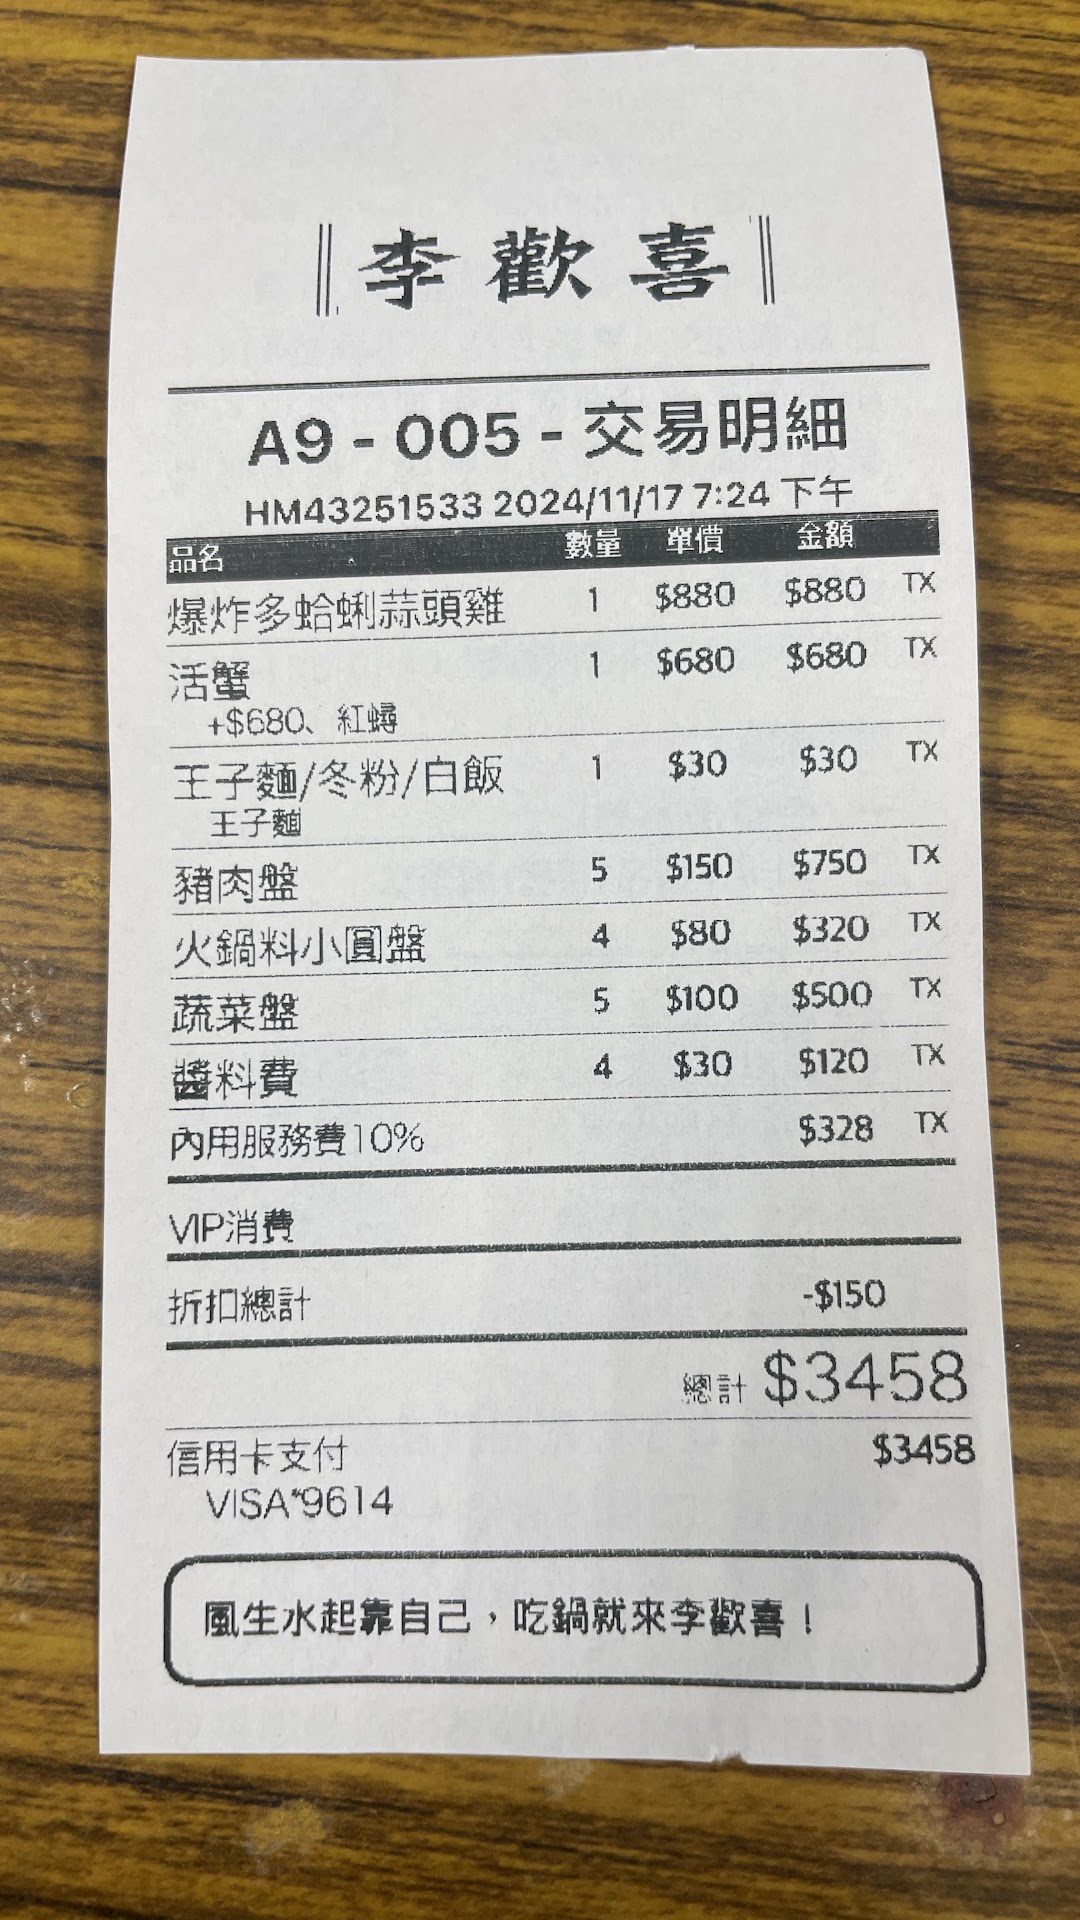 李歡喜
A9 - 005 - 交易明細
HM43251533 2024/11/17 7:24 下午
品名 數量 單價 金額
爆炸多蛤蜊蒜頭雞 1 $880 $880 TX
活蟹 1 $680 $680 TX
+$680、紅蟳
王子麵/冬粉/白飯 1 $30 $30 TX
王子麵
豬肉盤 5 $150 $750 TX
火鍋料小圓盤 4 $80 $320 TX
蔬菜盤 5 $100 $500 TX
醬料費 4 $30 $120 TX
內用服務費10% $328 TX
VIP消費
折扣總計 -$150
總計 $3458
信用卡支付 $3458
VISA*9614
風生水起靠自己，吃鍋就來李歡喜！